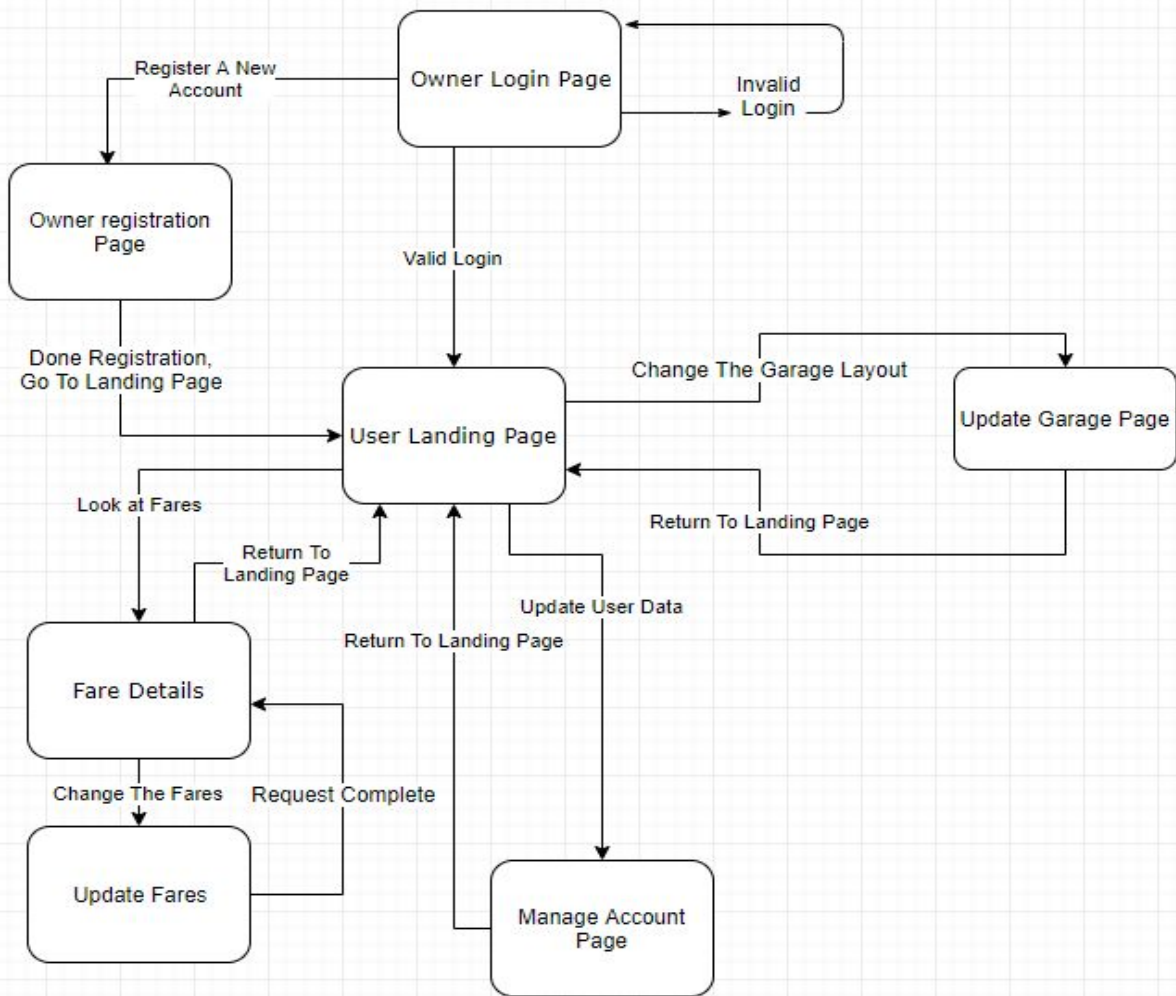 Owner Login Page
Register A New
Account
Invalid
Login
Owner registration
Page
Valid Login
Done Registration,
Go To Landing Page
Change The Garage Layout
User Landing Page
Update Garage Page
Look at Fares
Return To Landing Page
Return To
Landing Page
Update User Data
Return To Landing Page
Fare Details
Change The Fares
Request Complete
Update Fares
Manage Account
Page